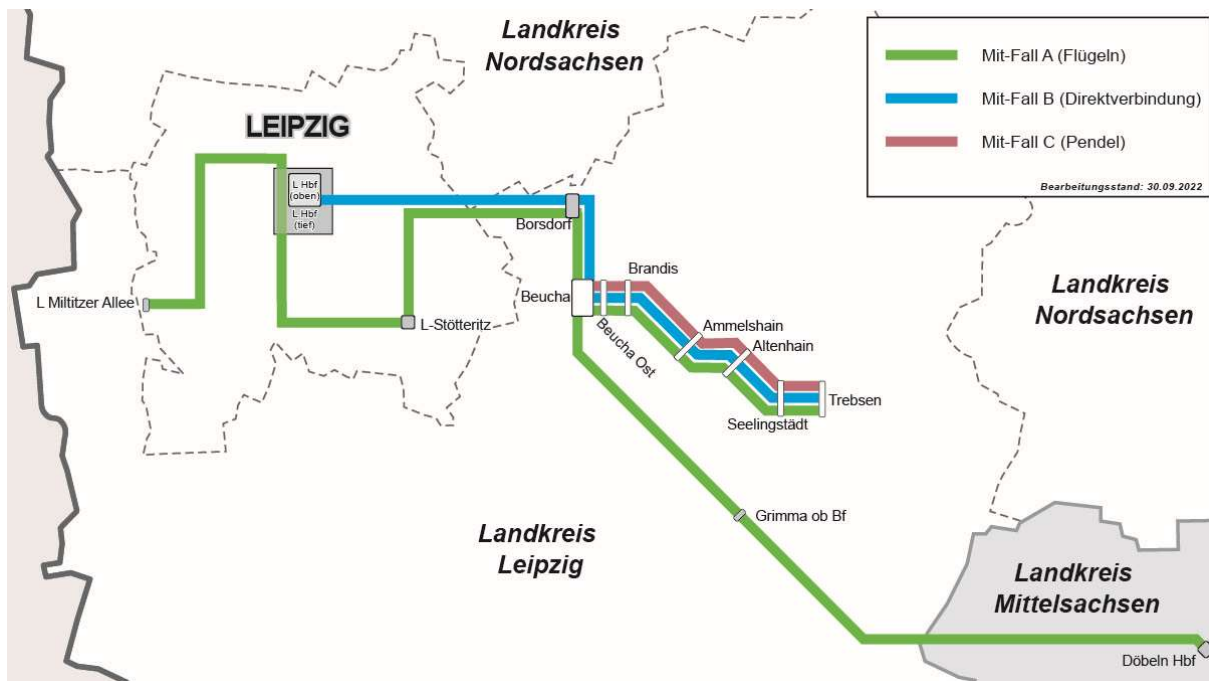 Landkreis
Nordsachsen
Mit-Fall A (Flügeln)
Mit-Fall B (Direktverbindung)
Mit-Fall C (Pendel)
Bearbeitungsstand: 30.09.2022
LEIPZIG
L Hbf
(oben)
L Hbf
(tief)
Borsdorf
L Miltitzer Allee
L-Stötteritz
Beucha
Brandis
Beucha Ost
Ammelshain
Altenhain
Seelingstädt
Trebsen
Landkreis
Nordsachsen
Grimma ob Bf
Landkreis
Leipzig
Landkreis
Mittelsachsen
Döbeln Hbf